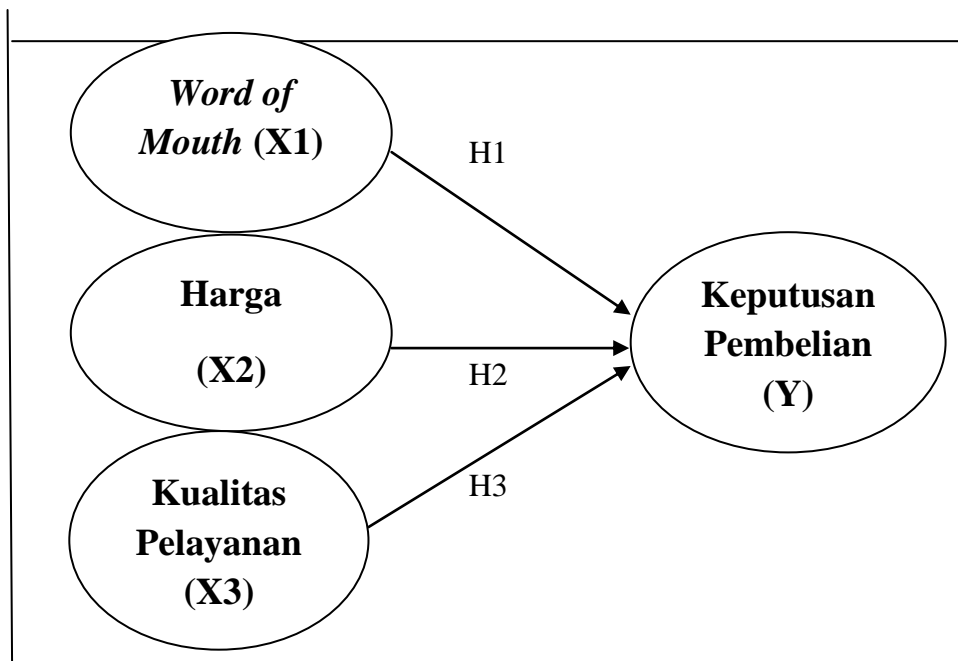 Word of
Mouth (X1)
H1
Harga
(X2)
H2
Kualitas
Pelayanan
(X3)
H3
Keputusan
Pembelian
(Y)